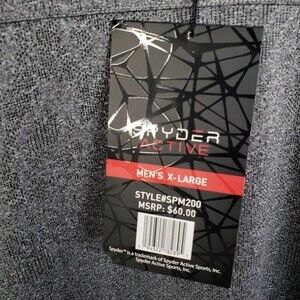 SPYDER
ACTIVE
MEN'S X-LARGE
STYLE#SPM200
MSRP: $60.00
Spyder™ is a trademark of Spyder Active Sports, Inc.
Spyder Active Sports, Inc.